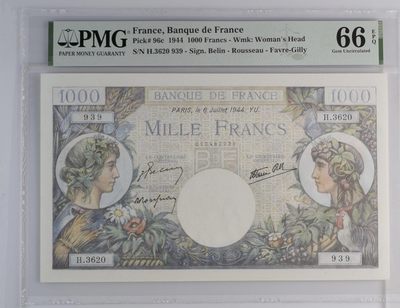 PMG
PAPER MONEY GUARANTY
France, Banque de France
Pick# 96c 1944 1000 Francs - Wmk: Woman's Head
S/N H.3620 939 - Sign. Belin - Rousseau - Favre-Gilly
66 EPQ
Gem Uncirculated
1000 BANQUE DE FRANCE 1000
PARIS, le 6 Juillet 1944. Y.U.
939 H.3620
MILLE FRANCS
H.3620 939